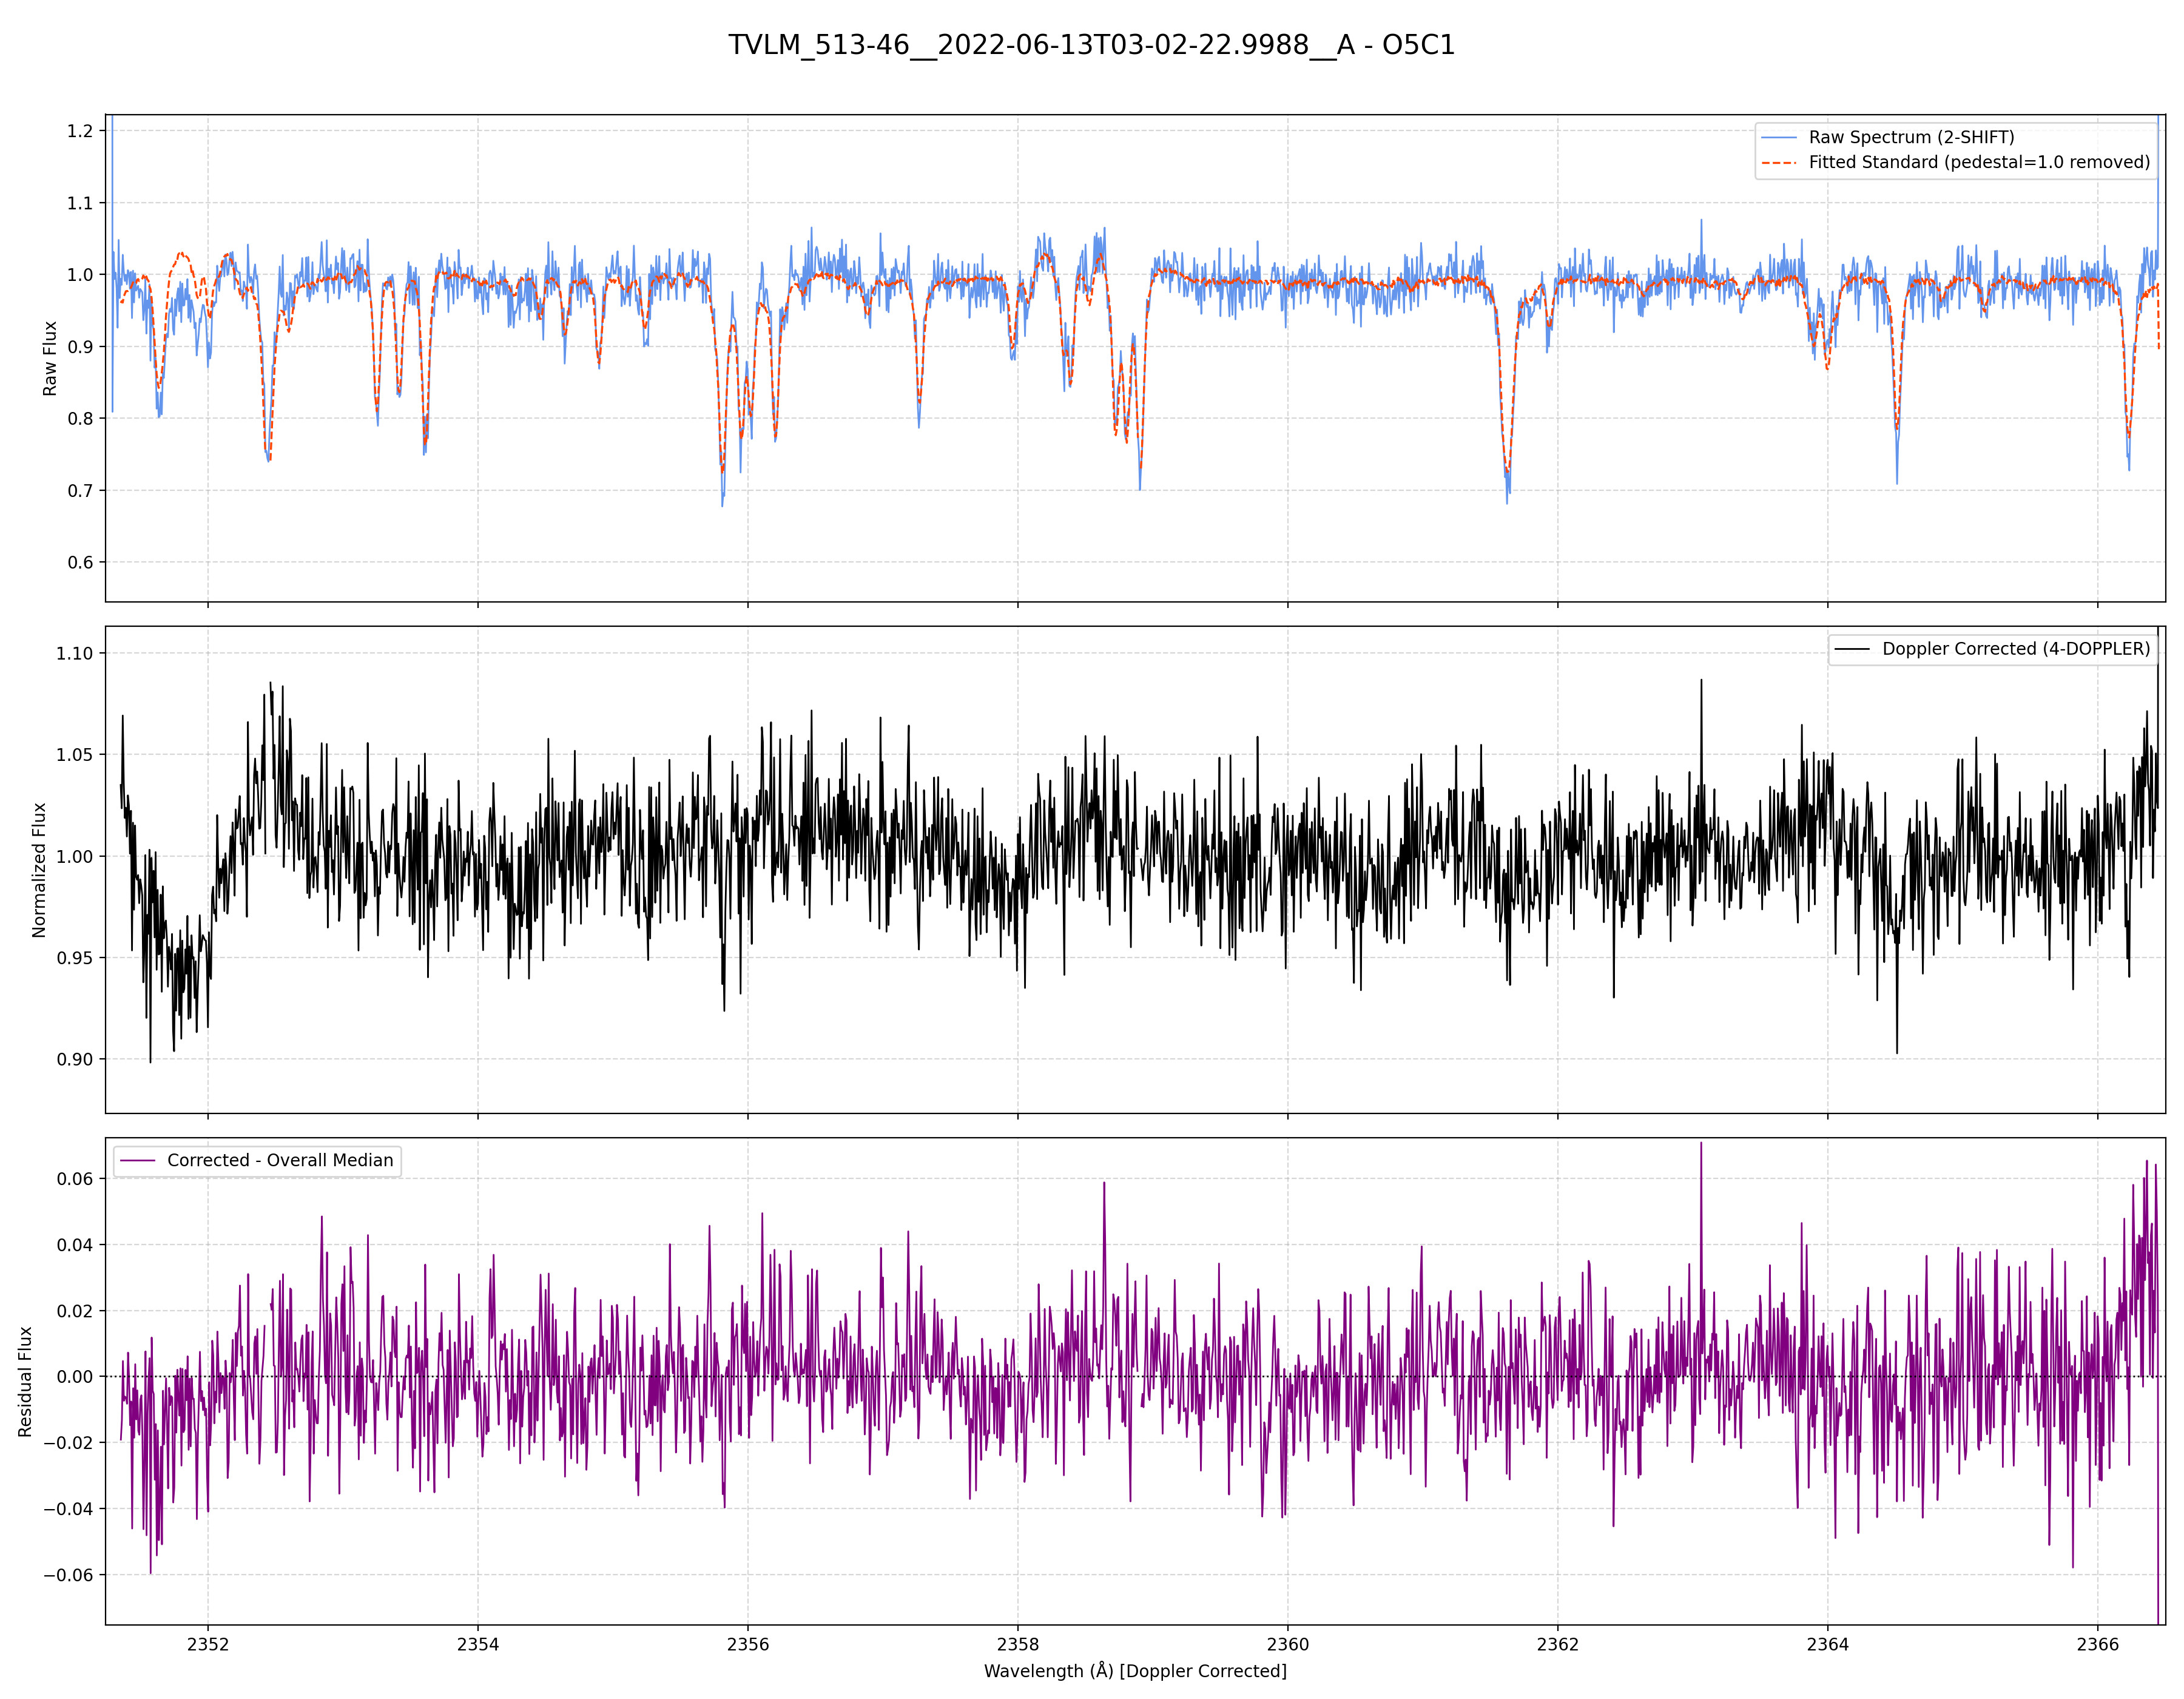 TVLM_513-46__2022-06-13T03-02-22.9988__A - O5C1
1.2
1.1
1.0
0.9
0.8
0.7
0.6
Raw Flux
Raw Spectrum (2-SHIFT)
Fitted Standard (pedestal=1.0 removed)
1.10
1.05
1.00
0.95
0.90
Normalized Flux
Doppler Corrected (4-DOPPLER)
0.06
0.04
0.02
0.00
−0.02
−0.04
−0.06
Residual Flux
Corrected - Overall Median
2352 2354 2356 2358 2360 2362 2364 2366
Wavelength (Å) [Doppler Corrected]